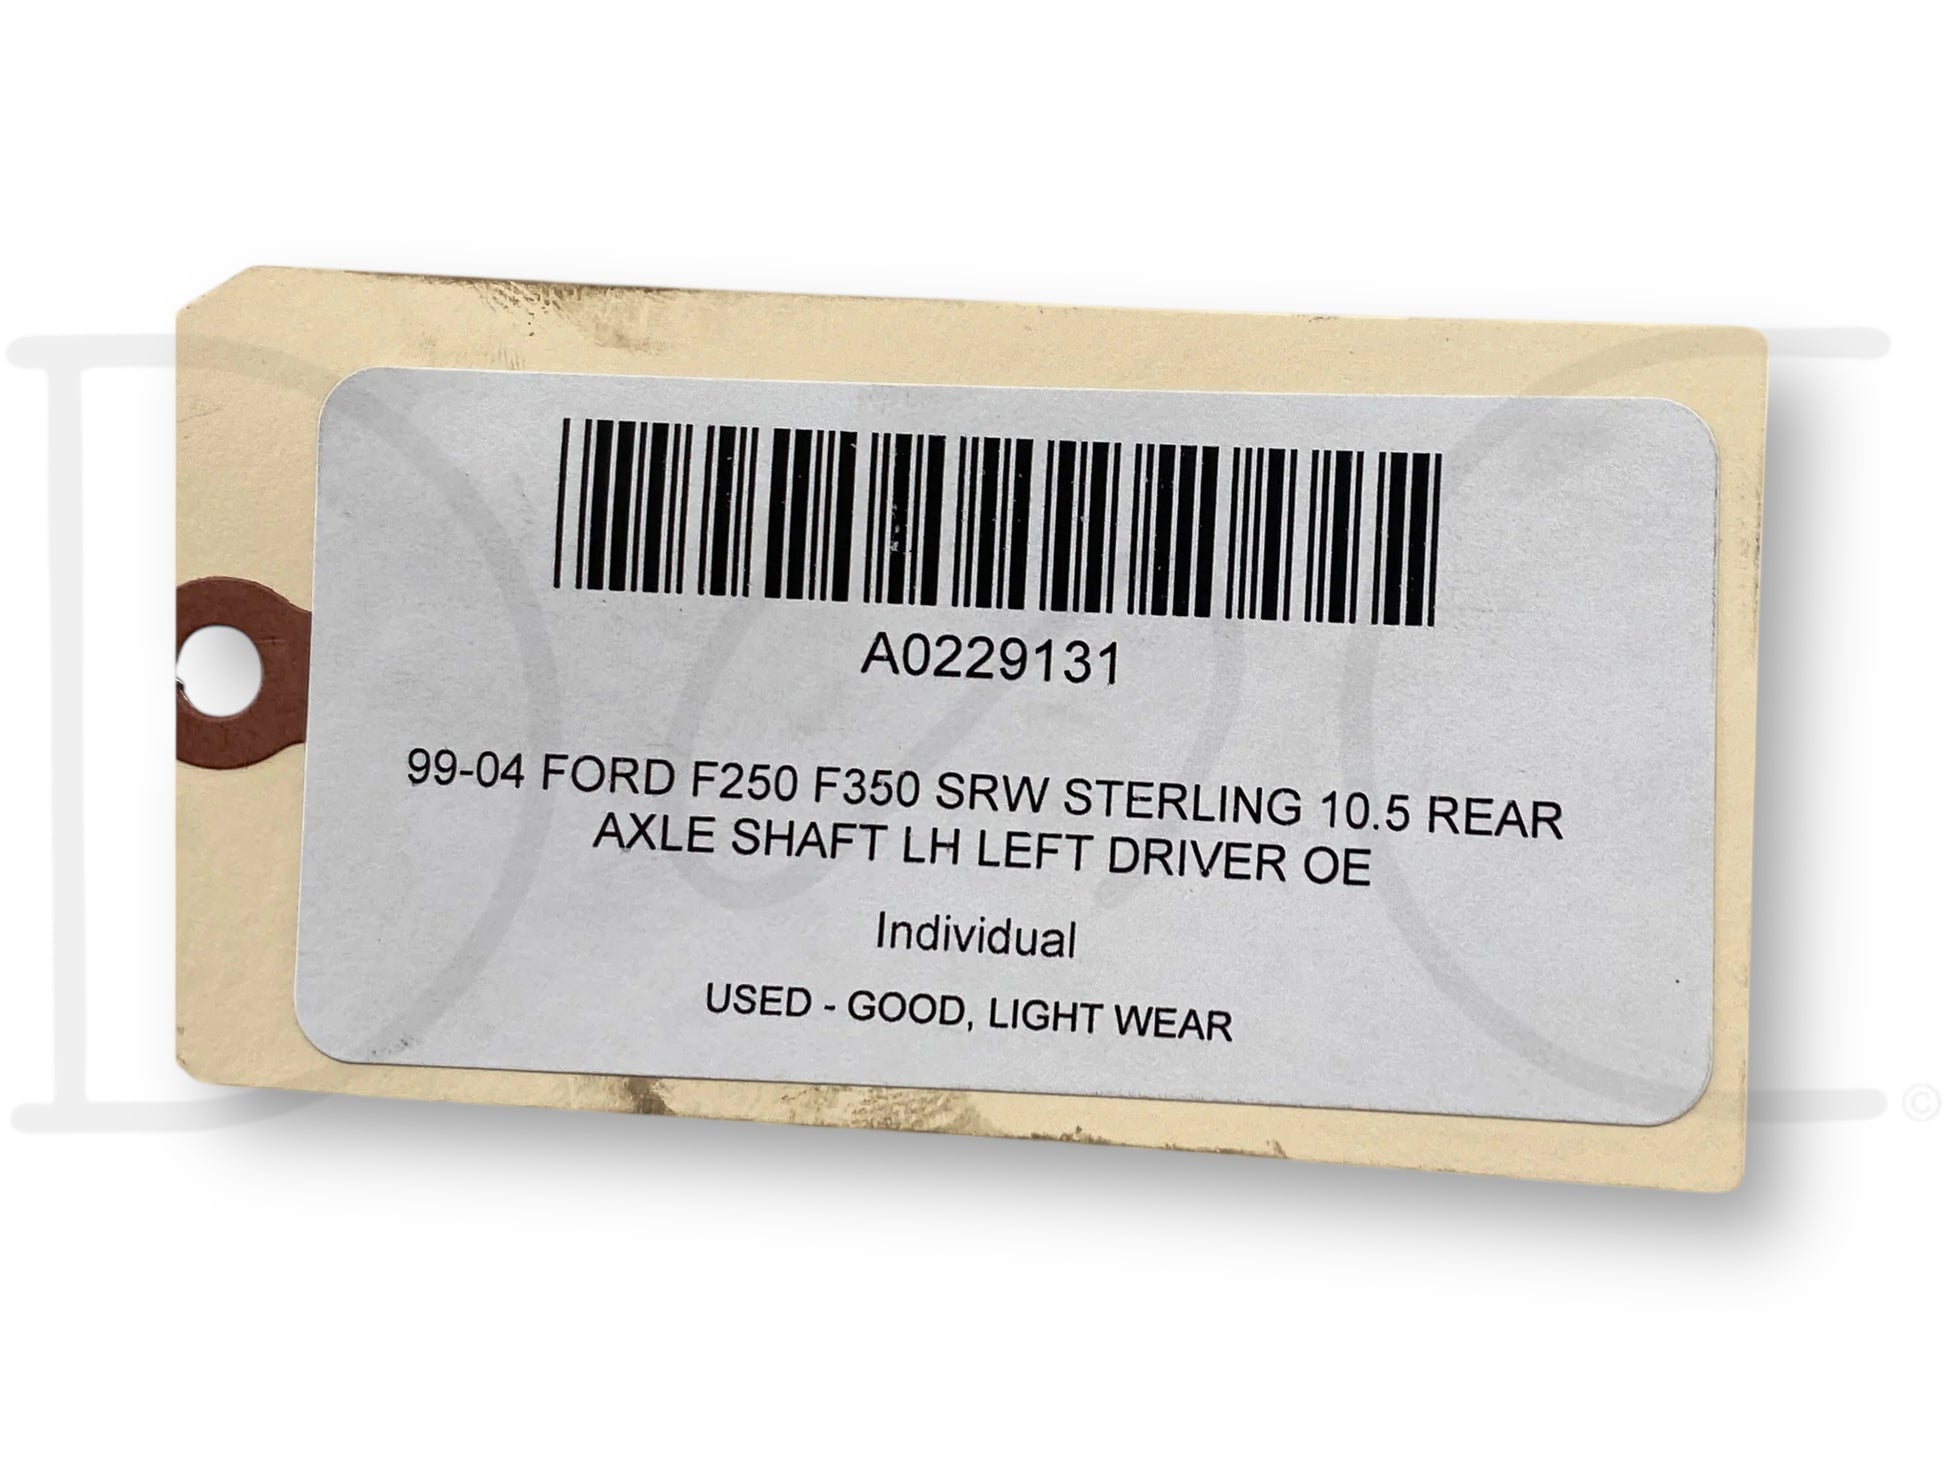 A0229131
99-04 FORD F250 F350 SRW STERLING 10.5 REAR
AXLE SHAFT LH LEFT DRIVER OE
Individual
USED - GOOD, LIGHT WEAR
©